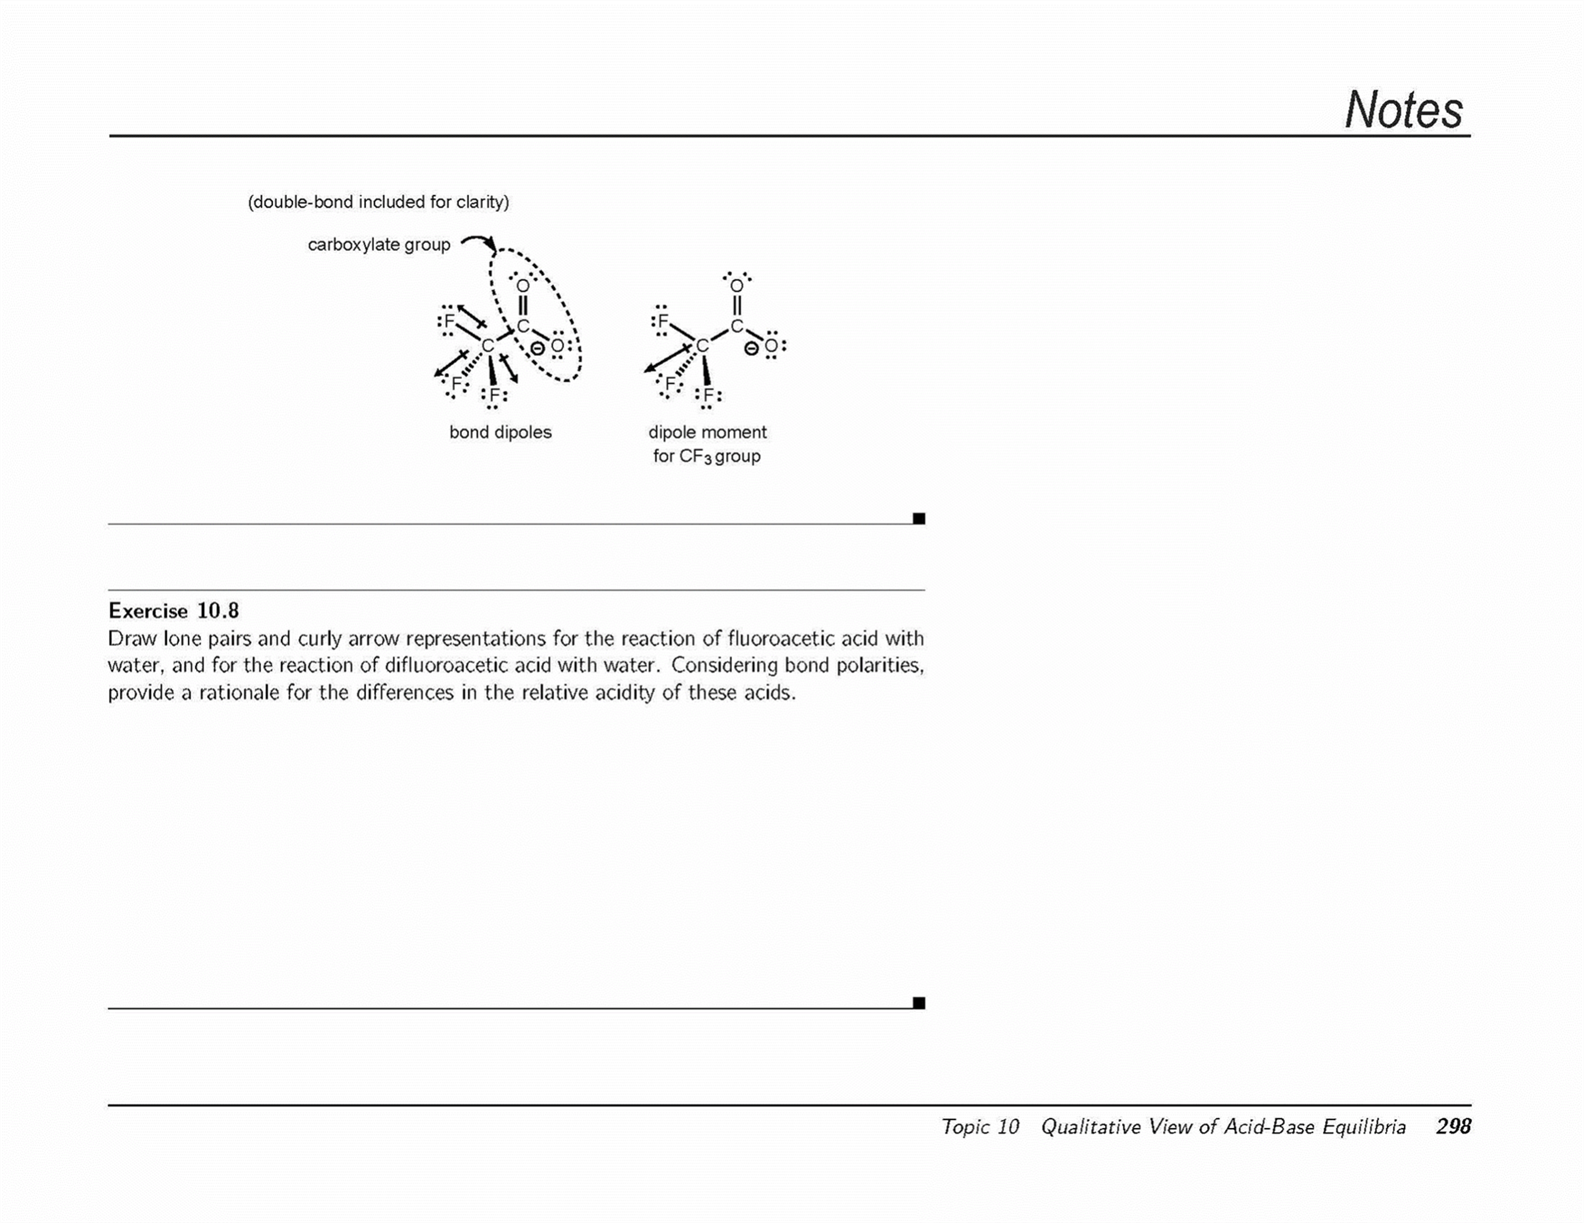 Notes
(double-bond included for clarity)
carboxylate group
O
F
C
C
O
F
F
bond dipoles
O
F
C
C
O
F
F
dipole moment
for CF3 group
Exercise 10.8
Draw lone pairs and curly arrow representations for the reaction of fluoroacetic acid with
water, and for the reaction of difluoroacetic acid with water. Considering bond polarities,
provide a rationale for the differences in the relative acidity of these acids.
Topic 10 Qualitative View of Acid-Base Equilibria 298